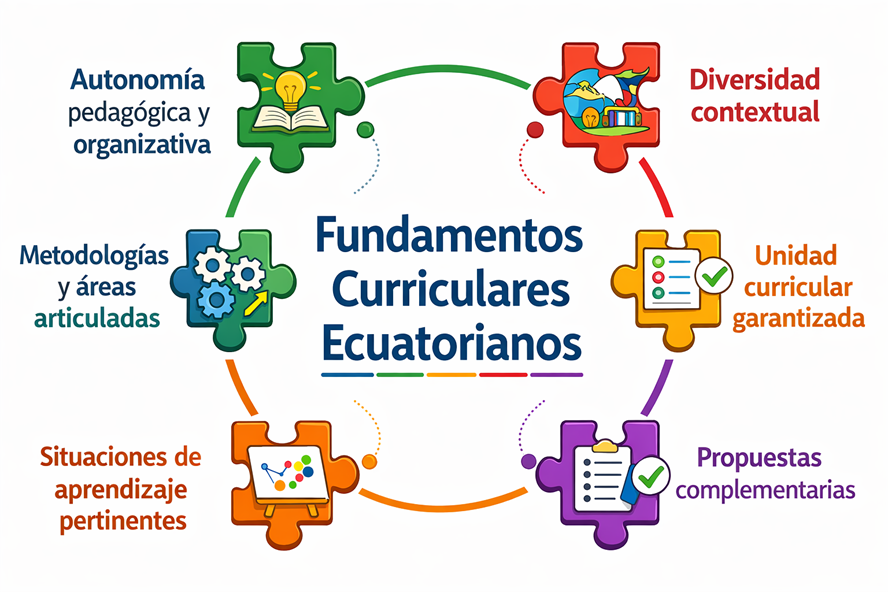 Autonomía
pedagógica y
organizativa
Diversidad
contextual
Fundamentos
Curriculares
Ecuatorianos
Metodologías
y áreas
articuladas
Unidad
curricular
garantizada
Situaciones de
aprendizaje
pertinentes
Propuestas
complementarias